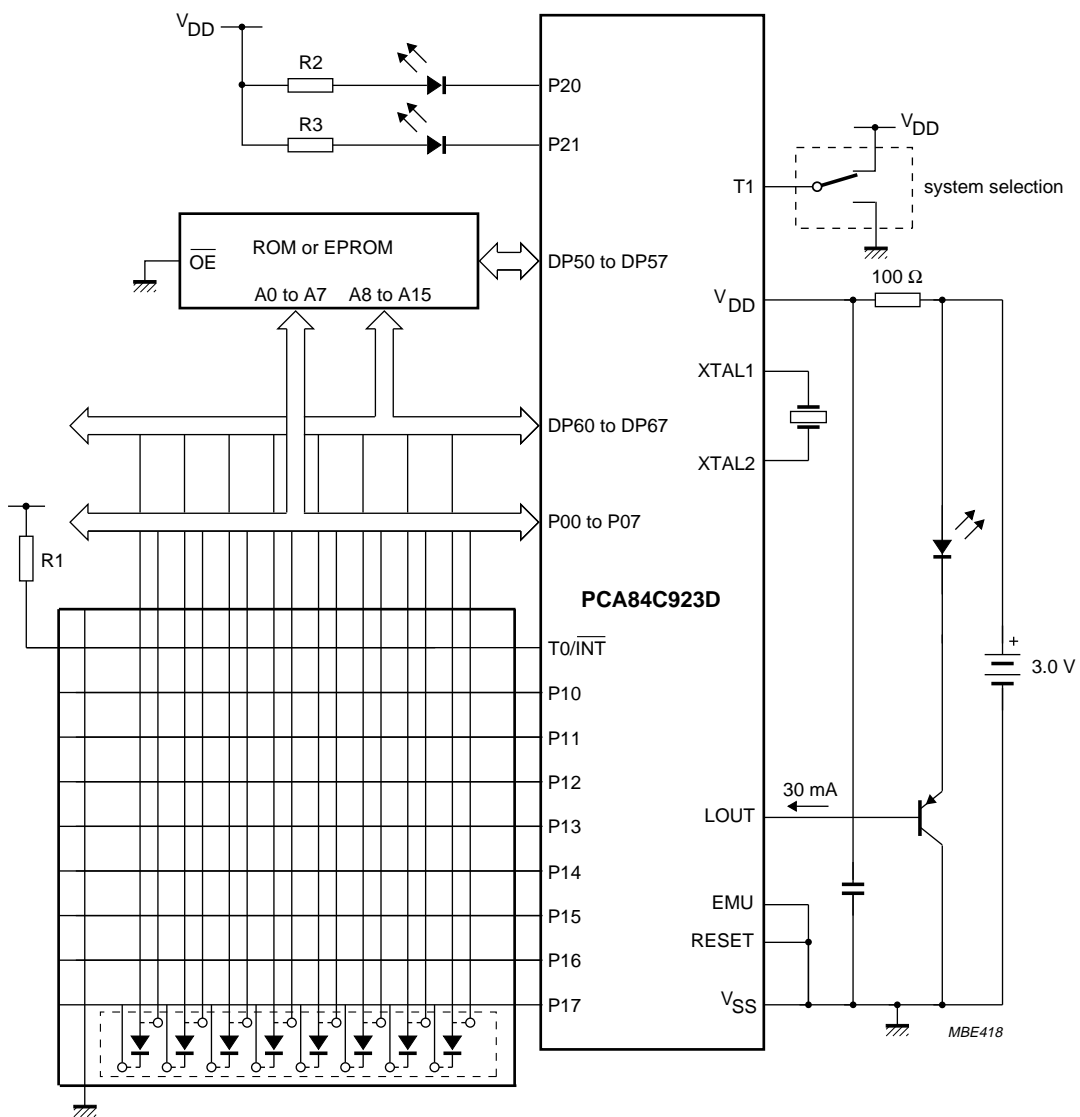 VDD
R2
P20
R3
P21
VDD
T1
system selection
OE
ROM or EPROM
DP50 to DP57
A0 to A7
A8 to A15
100 Ω
VDD
XTAL1
DP60 to DP67
XTAL2
P00 to P07
R1
PCA84C923D
T0/INT
+
3.0 V
P10
P11
P12
30 mA
LOUT
P13
P14
EMU
P15
RESET
P16
P17
VSS
MBE418